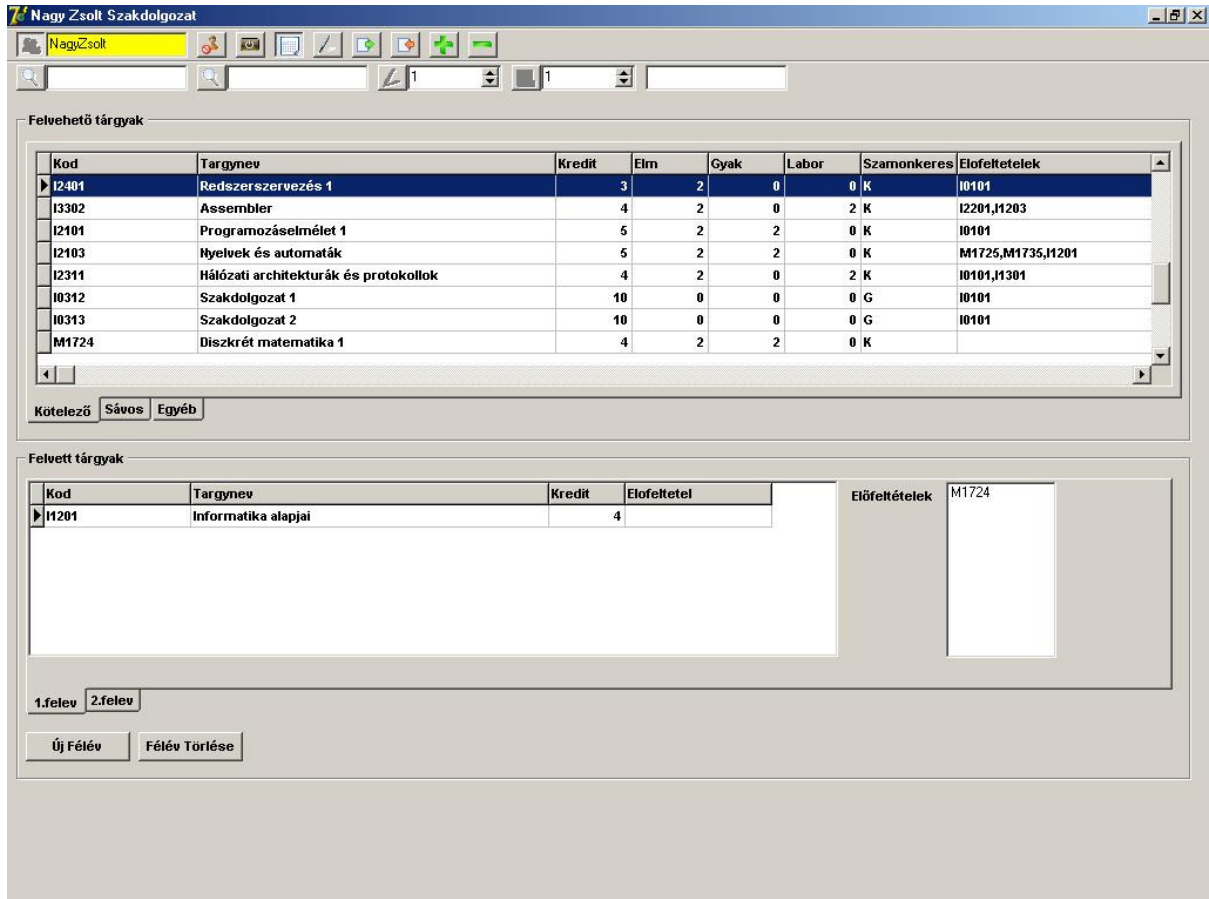 Nagy Zsolt Szakdolgozat
NagyZsolt
1 1
Felvehető tárgyak
Kod Targynev Kredit Elm Gyak Labor Szamonkeres Elofeltetelek
I2401 Redszerszervezés 1 3 2 0 0 K I0101
I3302 Assembler 4 2 0 2 K I2201,I1203
I2101 Programozáselmélet 1 5 2 2 0 K I0101
I2103 Nyelvek és automaták 5 2 2 0 K M1725,M1735,I1201
I2311 Hálózati architekturák és protokollok 4 2 0 2 K I0101,I1301
I0312 Szakdolgozat 1 10 0 0 0 G I0101
I0313 Szakdolgozat 2 10 0 0 0 G I0101
M1724 Diszkrét matematika 1 4 2 2 0 K
Kötelező Sávos Egyéb
Felvett tárgyak
Kod Targynev Kredit Elofeltetel Előfeltételek M1724
I1201 Informatika alapjai 4
1.felev 2.felev
Új Félév Félév Törlése